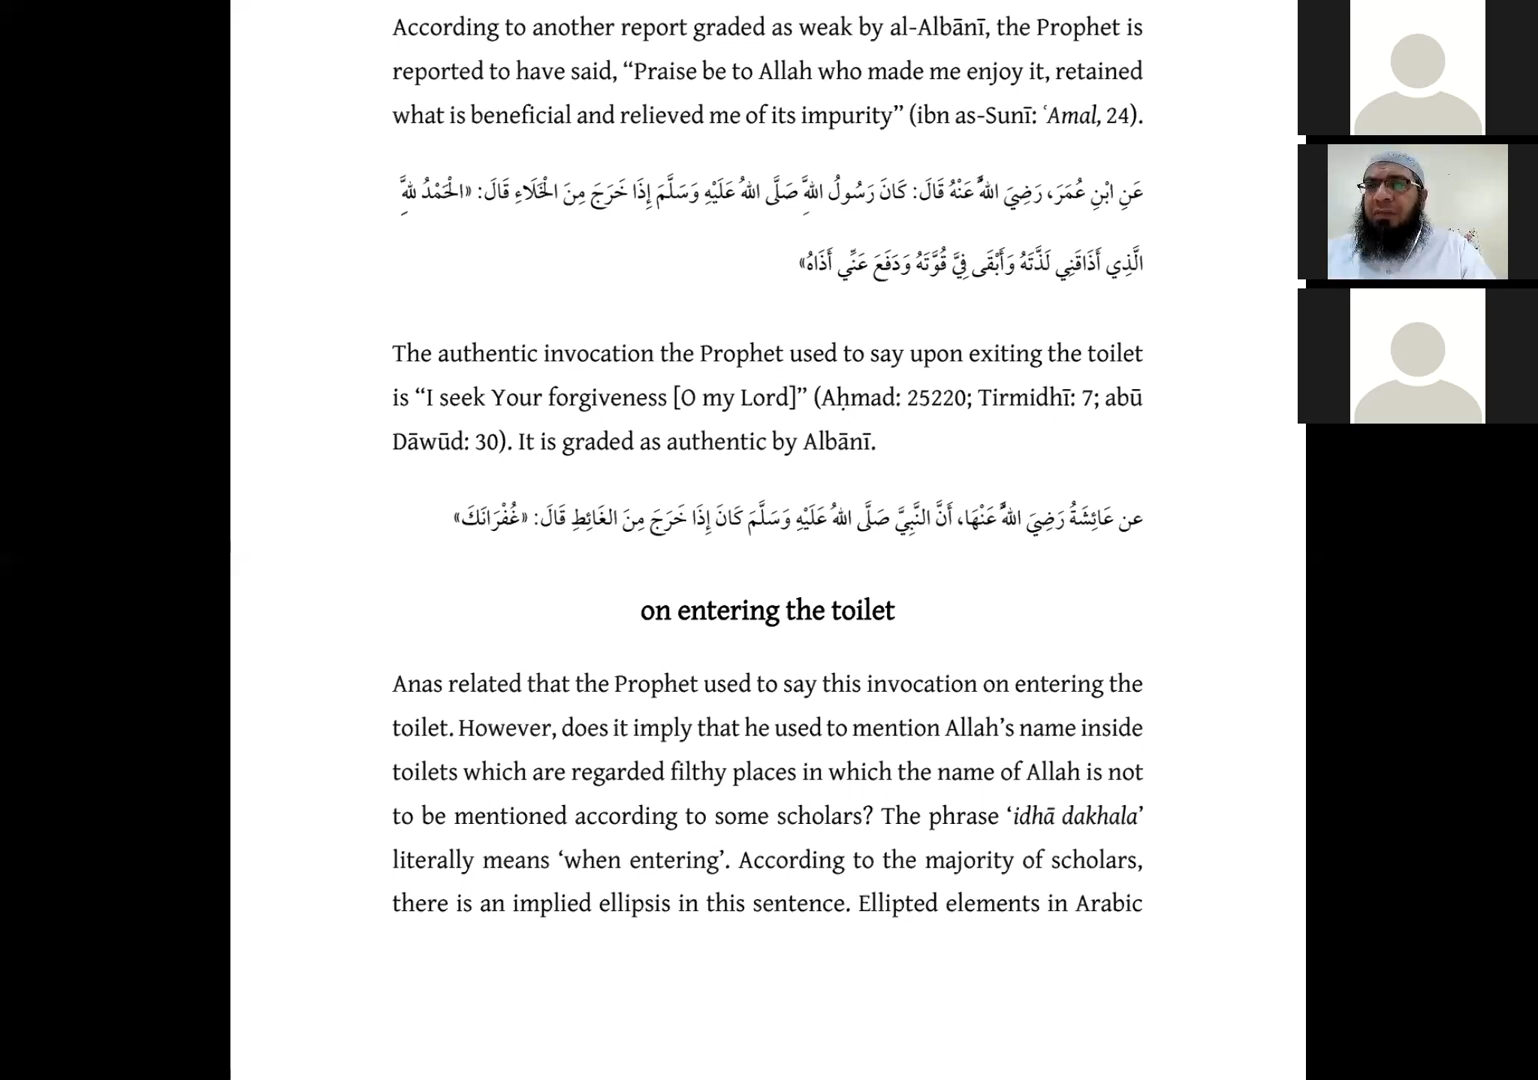 According to another report graded as weak by al-Albānī, the Prophet is
reported to have said, “Praise be to Allah who made me enjoy it, retained
what is beneficial and relieved me of its impurity” (ibn as-Sunī: ʿAmal, 24).
عَنِ ابْنِ عُمَرَ، رَضِيَ اللهُ عَنْهُ قَالَ: كَانَ رَسُولُ اللهِ صَلَّى اللهُ عَلَيْهِ وَسَلَّمَ إِذَا خَرَجَ مِنَ الْخَلَاءِ قَالَ: «الْحَمْدُ لِلهِ
الَّذِي أَذَاقَنِي لَذَّتَهُ وَأَبْقَى فِيَّ قُوَّتَهُ وَدَفَعَ عَنِّي أَذَاهُ»
The authentic invocation the Prophet used to say upon exiting the toilet
is “I seek Your forgiveness [O my Lord]” (Aḥmad: 25220; Tirmidhī: 7; abū
Dāwūd: 30). It is graded as authentic by Albānī.
عن عَائِشَةُ رَضِيَ اللهُ عَنْهَا، أَنَّ النَّبِيَّ صَلَّى اللهُ عَلَيْهِ وَسَلَّمَ كَانَ إِذَا خَرَجَ مِنَ الغَائِطِ قَالَ: «غُفْرَانَكَ»
on entering the toilet
Anas related that the Prophet used to say this invocation on entering the
toilet. However, does it imply that he used to mention Allah’s name inside
toilets which are regarded filthy places in which the name of Allah is not
to be mentioned according to some scholars? The phrase ‘idhā dakhala’
literally means ‘when entering’. According to the majority of scholars,
there is an implied ellipsis in this sentence. Ellipted elements in Arabic